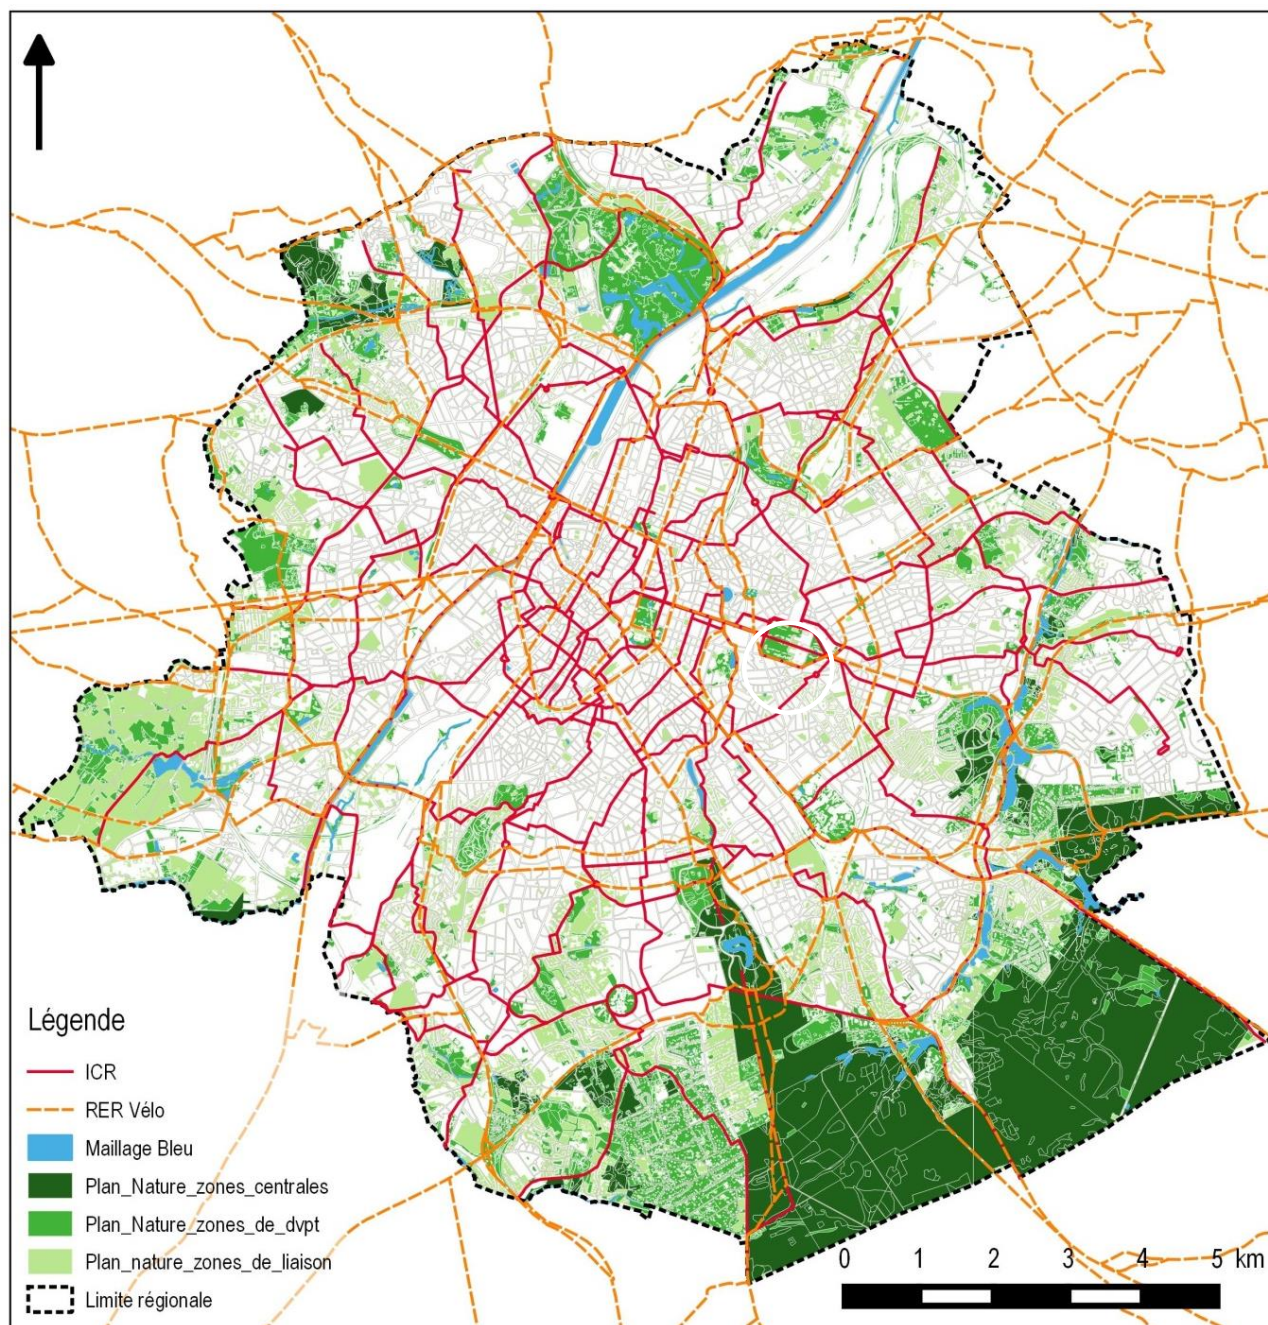 Légende
ICR
RER Vélo
Maillage Bleu
Plan_Nature_zones_centrales
Plan_Nature_zones_de_dvpt
Plan_nature_zones_de_liaison
Limite régionale
0 1 2 3 4 5 km